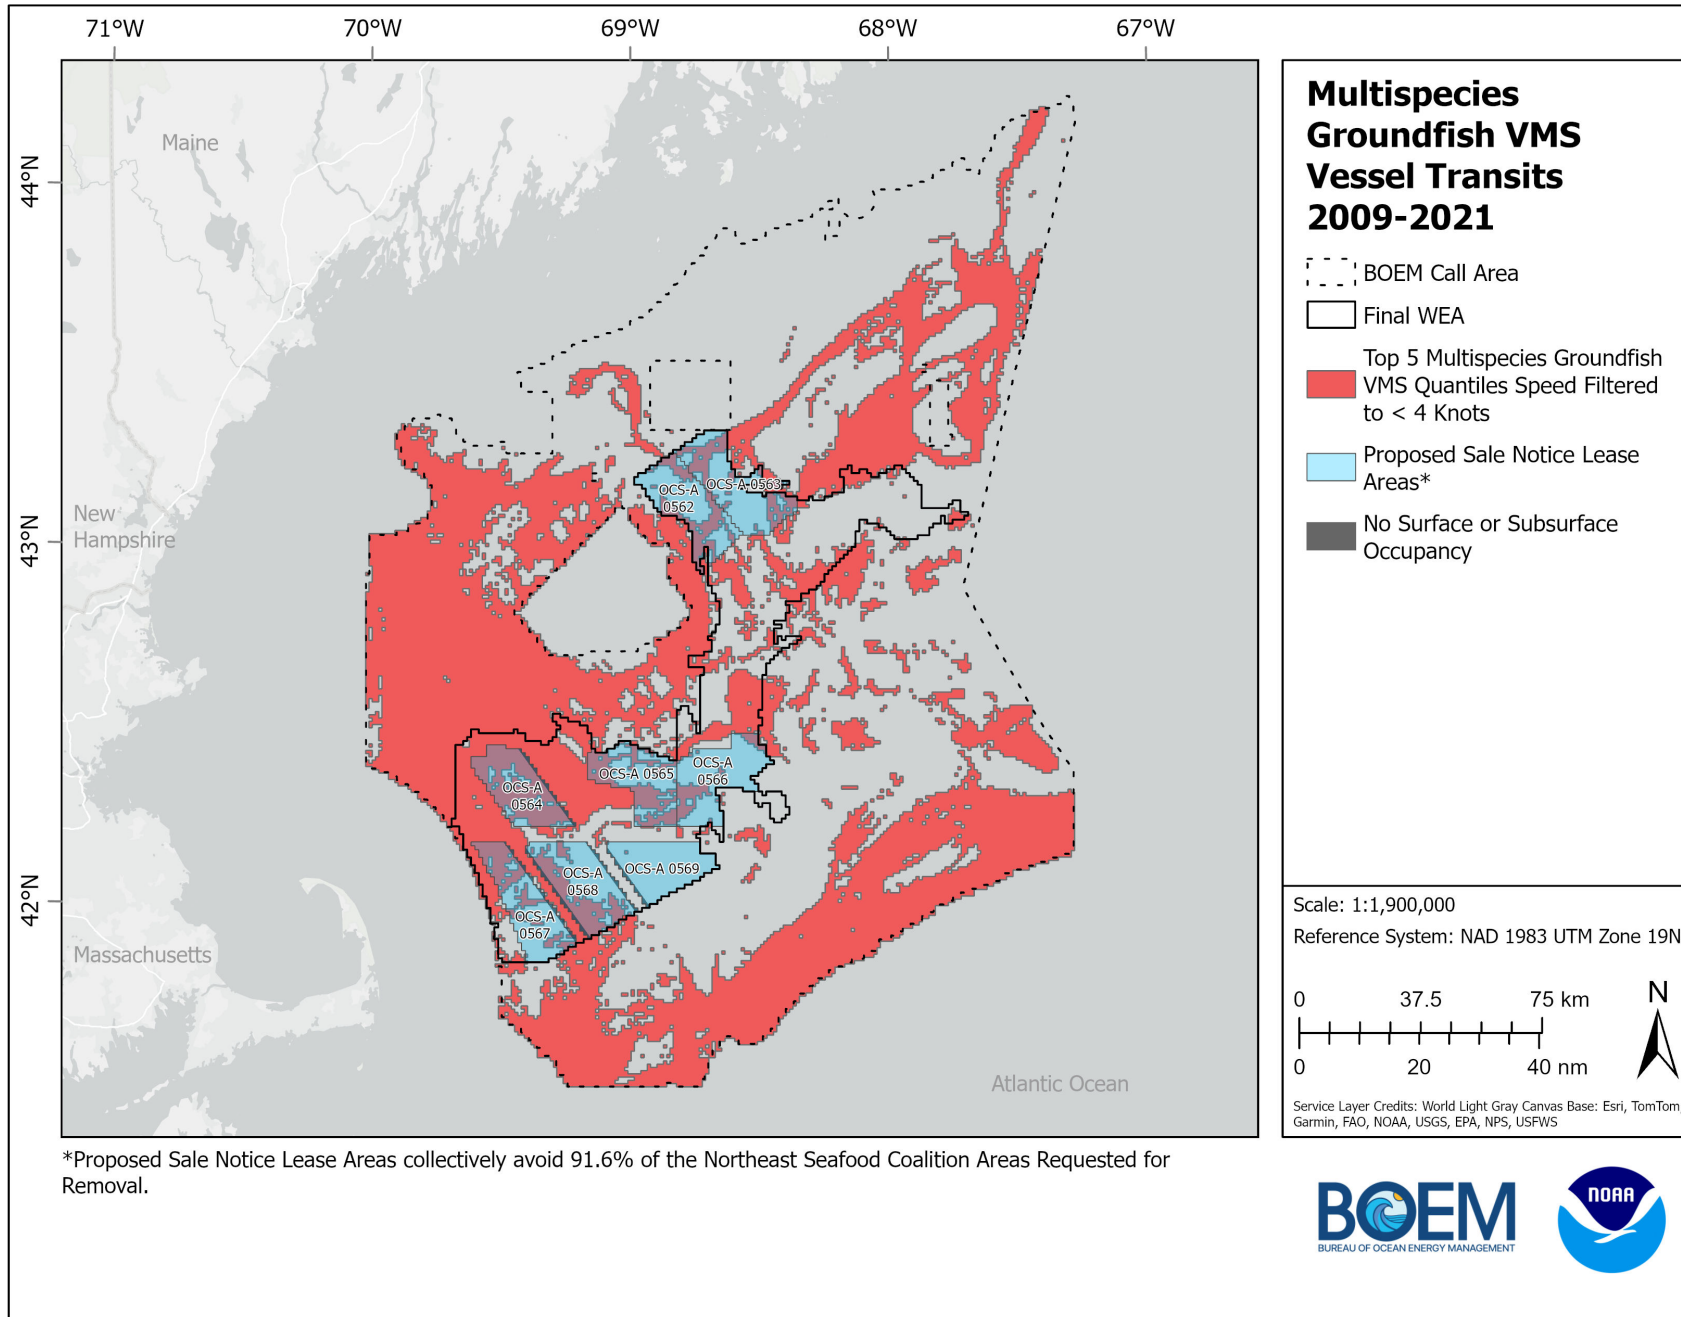 71°W
70°W
69°W
68°W
67°W
44°N
43°N
42°N
Maine
New
Hampshire
Massachusetts
Atlantic Ocean
OCS-A
0562
OCS-A 0563
OCS-A
0564
OCS-A 0565
OCS-A
0566
OCS-A
0567
OCS-A
0568
OCS-A 0569
Multispecies
Groundfish VMS
Vessel Transits
2009-2021
BOEM Call Area
Final WEA
Top 5 Multispecies Groundfish
VMS Quantiles Speed Filtered
to < 4 Knots
Proposed Sale Notice Lease
Areas*
No Surface or Subsurface
Occupancy
Scale: 1:1,900,000
Reference System: NAD 1983 UTM Zone 19N
0 37.5 75 km
0 20 40 nm
N
Service Layer Credits: World Light Gray Canvas Base: Esri, TomTom,
Garmin, FAO, NOAA, USGS, EPA, NPS, USFWS
*Proposed Sale Notice Lease Areas collectively avoid 91.6% of the Northeast Seafood Coalition Areas Requested for
Removal.
BOEM
BUREAU OF OCEAN ENERGY MANAGEMENT
NOAA